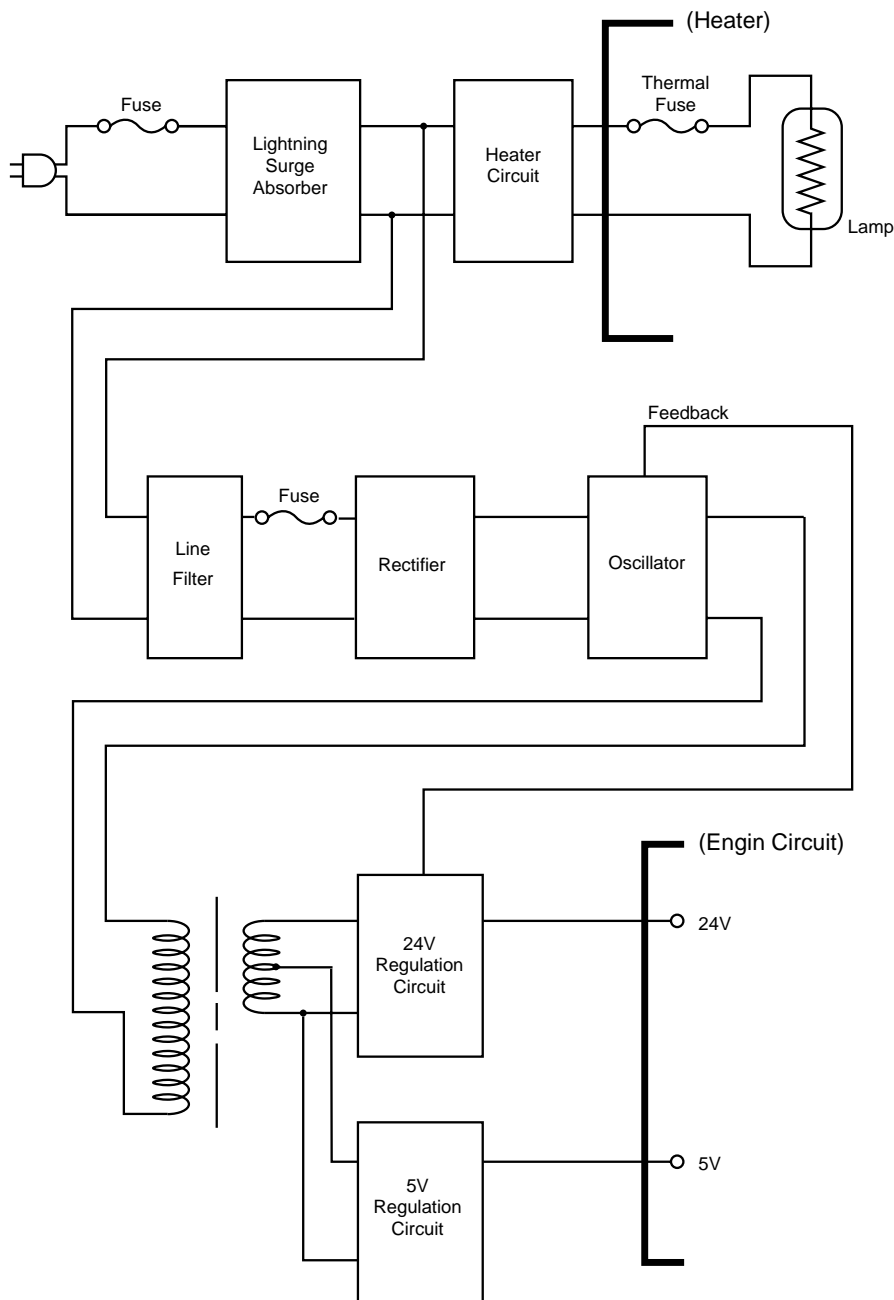 (Heater)
Fuse
Thermal
Fuse
Lightning
Surge
Absorber
Heater
Circuit
Lamp
Feedback
Fuse
Line
Filter
Rectifier
Oscillator
(Engin Circuit)
24V
Regulation
Circuit
24V
5V
Regulation
Circuit
5V